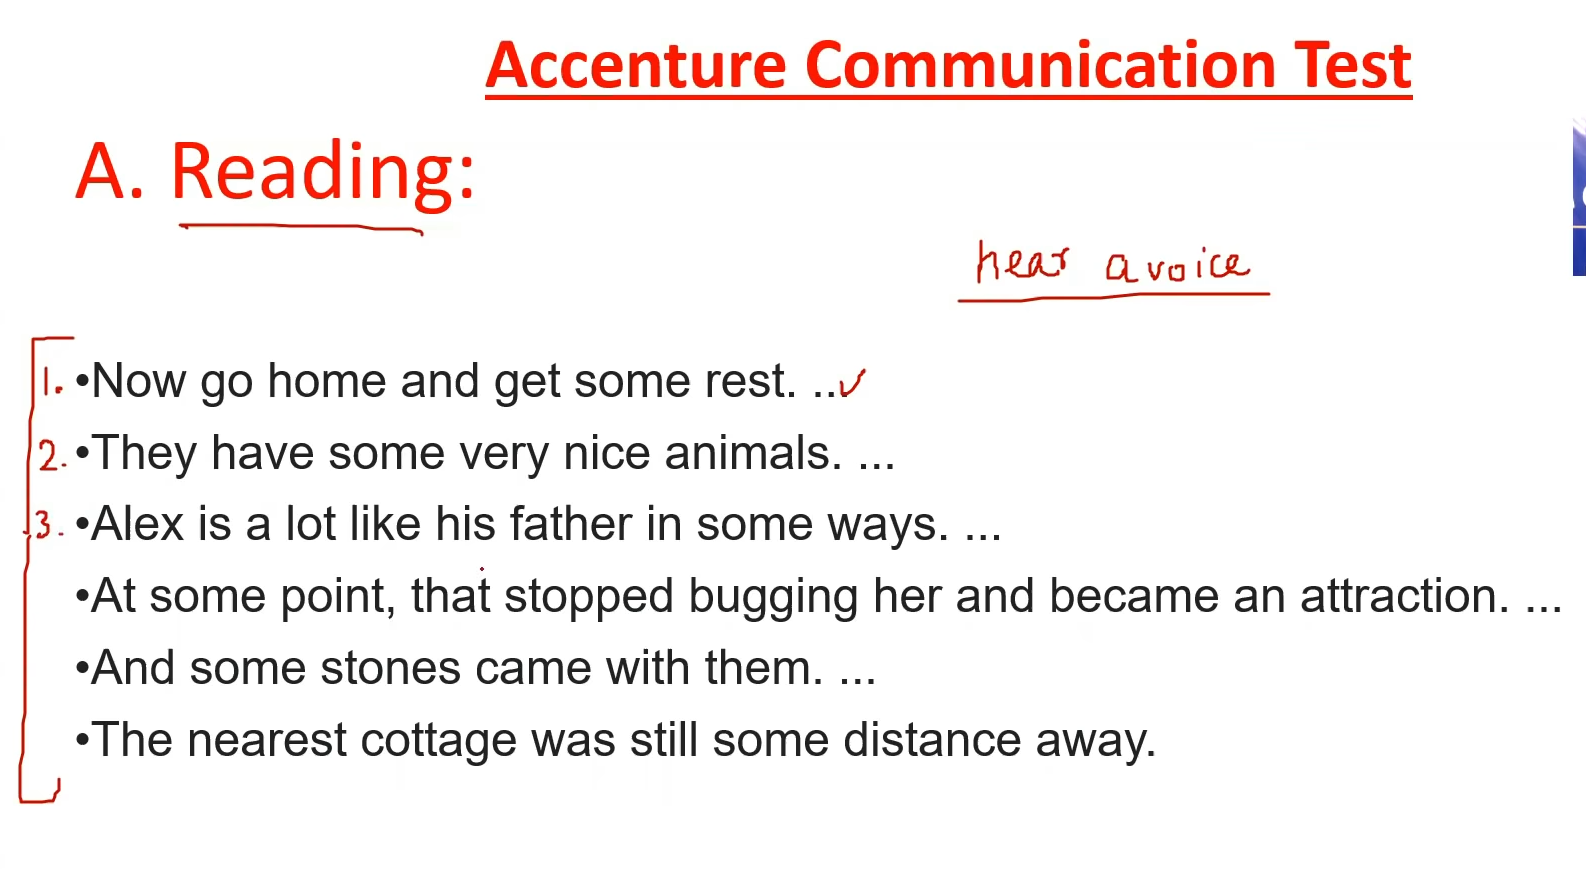 Accenture Communication Test
A. Reading:
hear a voice
1. •Now go home and get some rest. ...
2. •They have some very nice animals. ...
3. •Alex is a lot like his father in some ways. ...
•At some point, that stopped bugging her and became an attraction. ...
•And some stones came with them. ...
•The nearest cottage was still some distance away.